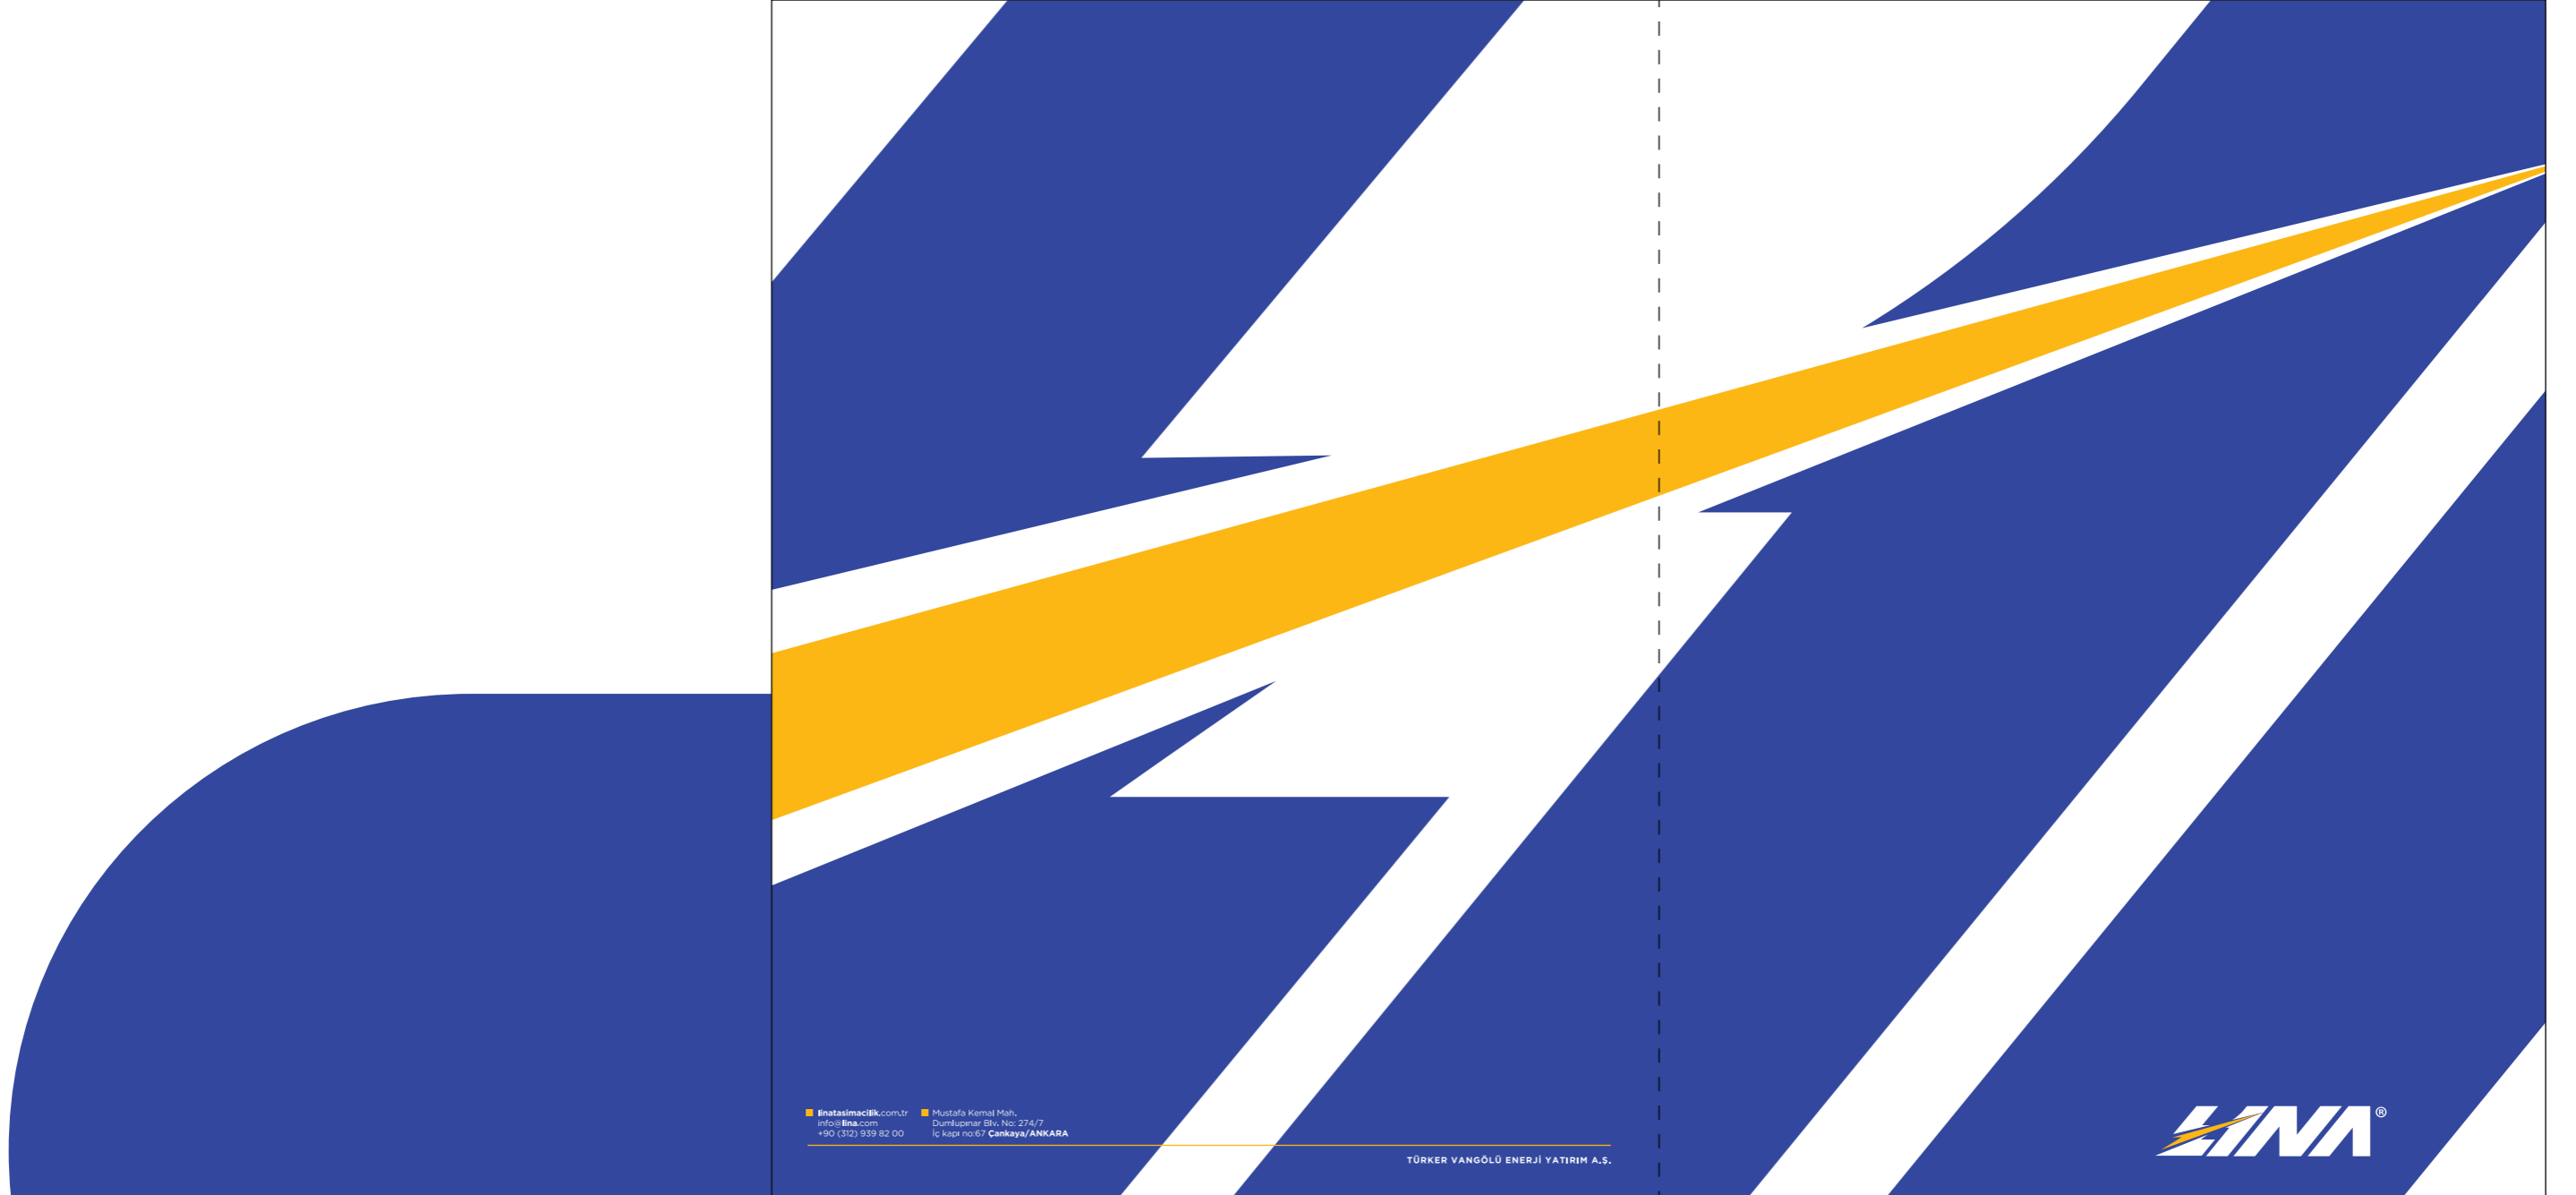 linatasimacilik.com.tr
info@lina.com
+90 (312) 939 82 00
Mustafa Kemal Mah.
Dumlupınar Blv. No: 274/7
İç kapı no:67 Çankaya/ANKARA
TÜRKER VANGÖLÜ ENERJİ YATIRIM A.Ş.
LINA®